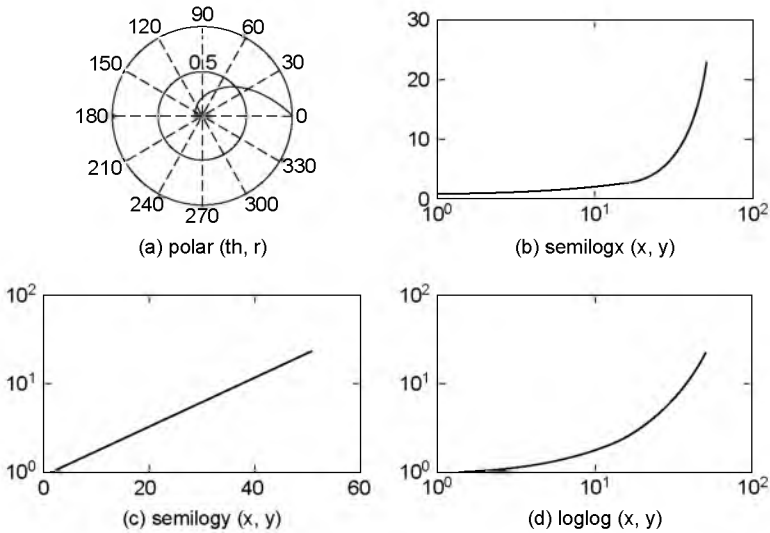 90
120 60
150 0.5 30
180 0
210 330
240 300
270
(a) polar (th, r)
30
20
10
0
10⁰ 10¹ 10²
(b) semilogx (x, y)
10²
10¹
10⁰
0 20 40 60
(c) semilogy (x, y)
10²
10¹
10⁰
10⁰ 10¹ 10²
(d) loglog (x, y)